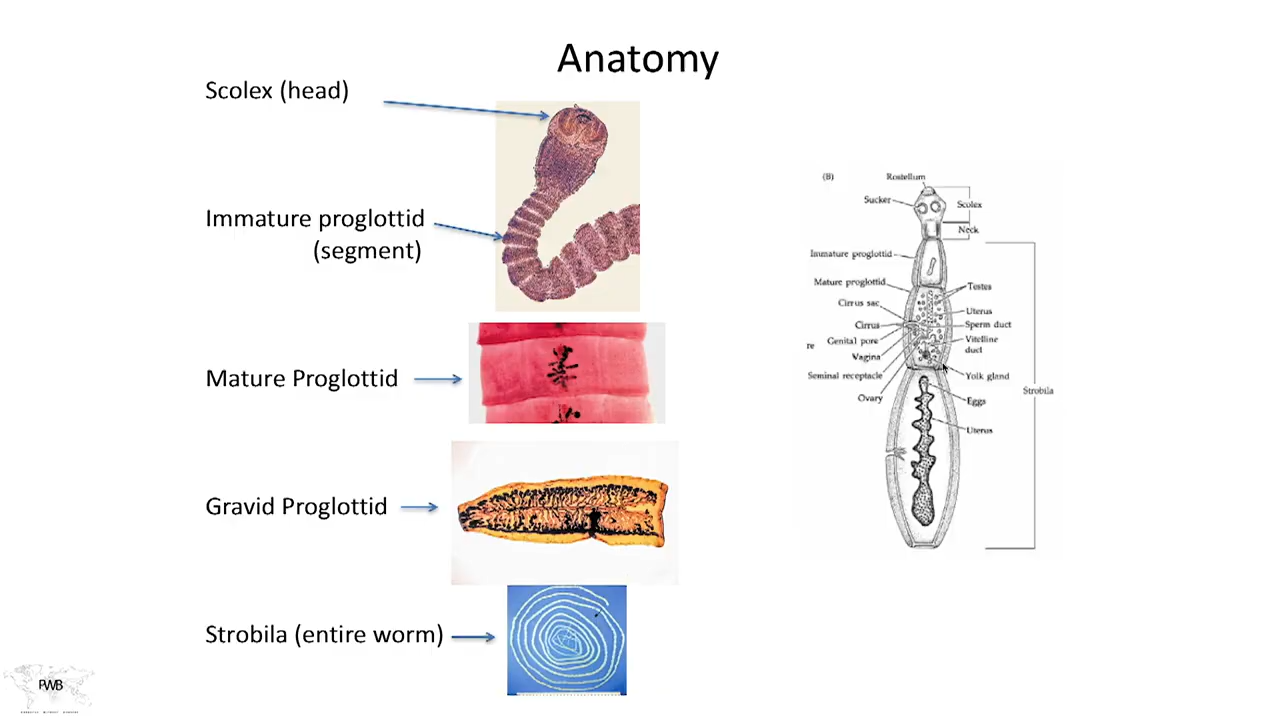 Anatomy
Scolex (head)
Immature proglottid
(segment)
Mature Proglottid
Gravid Proglottid
Strobila (entire worm)
(B)
Rostellum
Sucker
Scolex
Neck
Immature proglottid
Mature proglottid
Testes
Cirrus sac
Uterus
Cirrus
Sperm duct
Genital pore
Vitelline
duct
re
Vagina
Seminal receptacle
Yolk gland
Ovary
Strobila
Eggs
Uterus
PWB